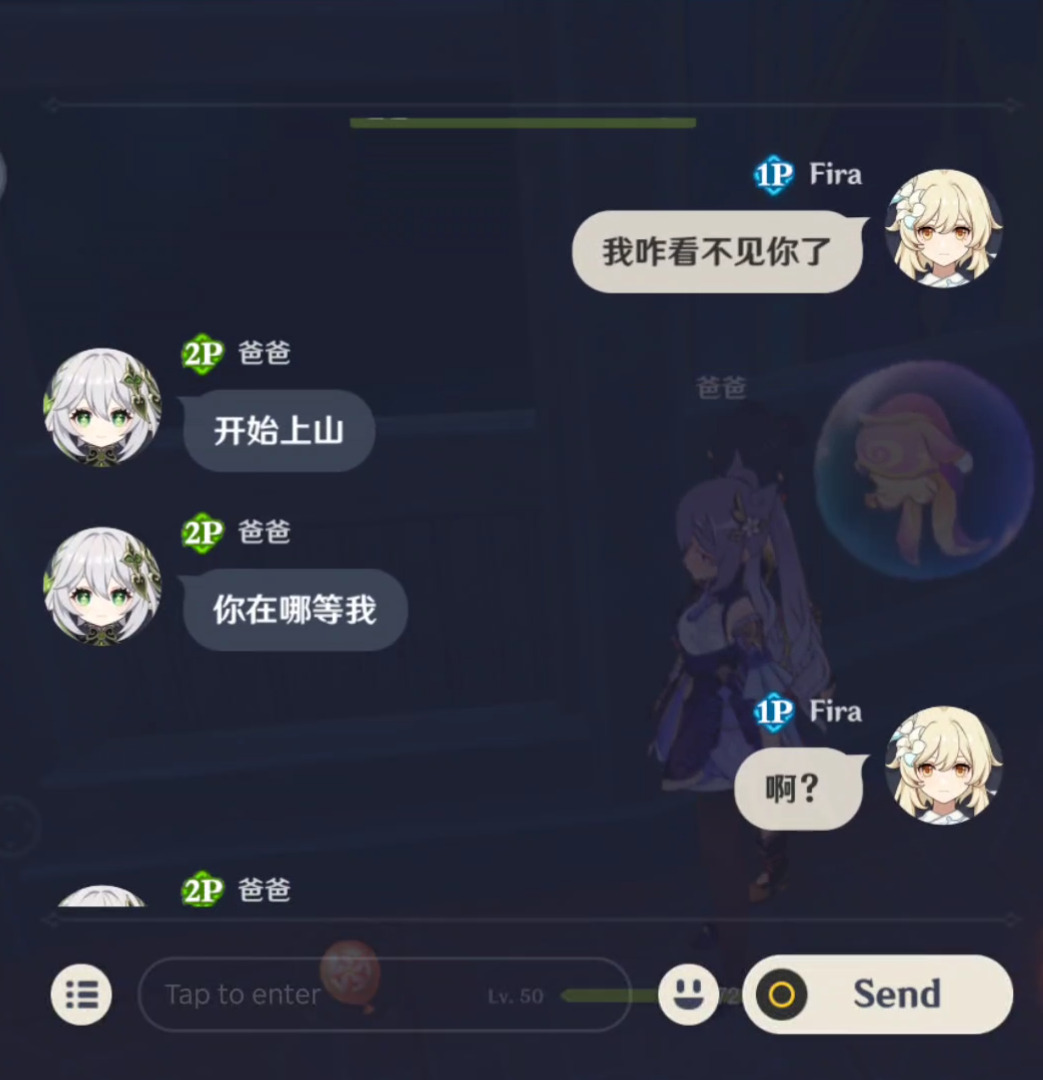 1P Fira
我咋看不见你了
2P 爸爸
开始上山
爸爸
2P 爸爸
你在哪等我
1P Fira
啊?
2P 爸爸
Tap to enter
Lv. 50
Send